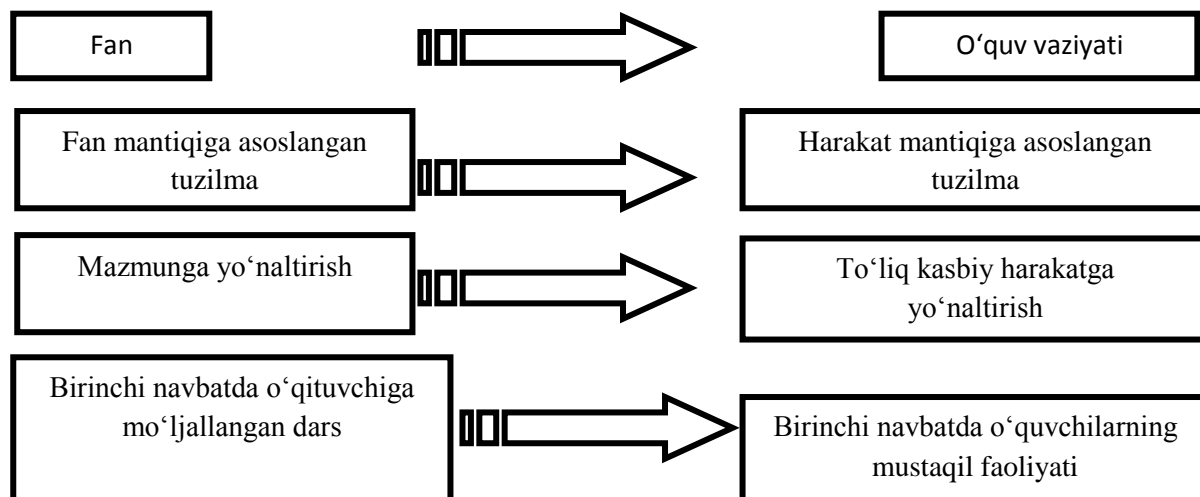 Fan
O‘quv vaziyati
Fan mantiqiga asoslangan
tuzilma
Harakat mantiqiga asoslangan
tuzilma
Mazmunga yo‘naltirish
To‘liq kasbiy harakatga
yo‘naltirish
Birinchi navbatda o‘qituvchiga
mo‘ljallangan dars
Birinchi navbatda o‘quvchilarning
mustaqil faoliyati